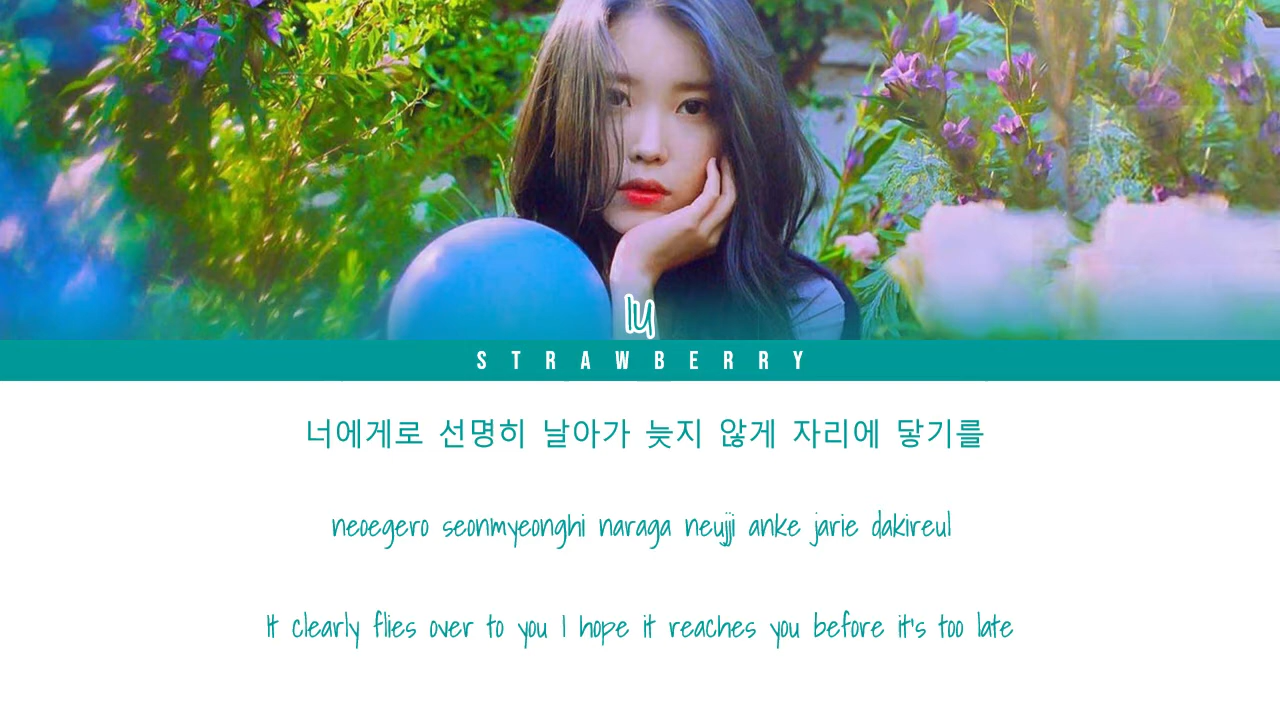 IU
STRAWBERRY
너에게로 선명히 날아가 늦지 않게 자리에 닿기를
neoegero seonmyeonghi naraga neujji anke jarie dakireul
It clearly flies over to you I hope it reaches you before it's too late